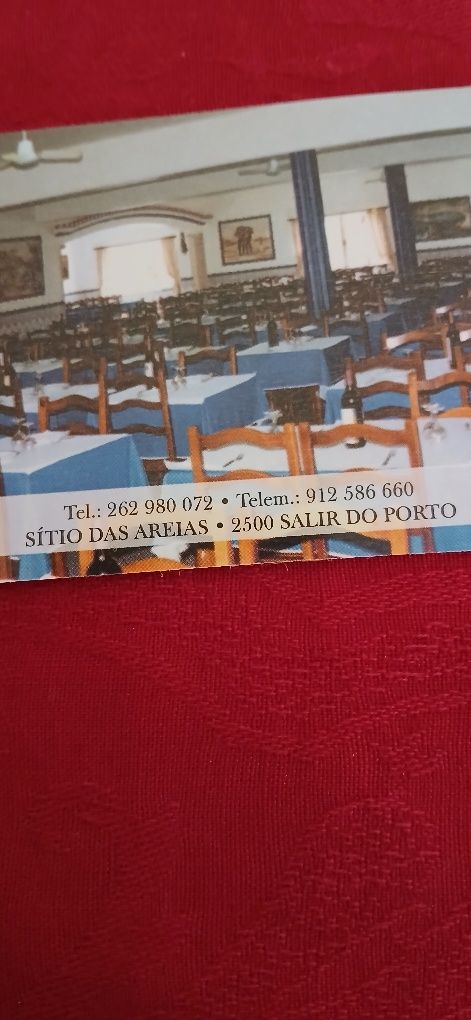 Tel.: 262 980 072 • Telem.: 912 586 660
SÍTIO DAS AREIAS • 2500 SALIR DO PORTO